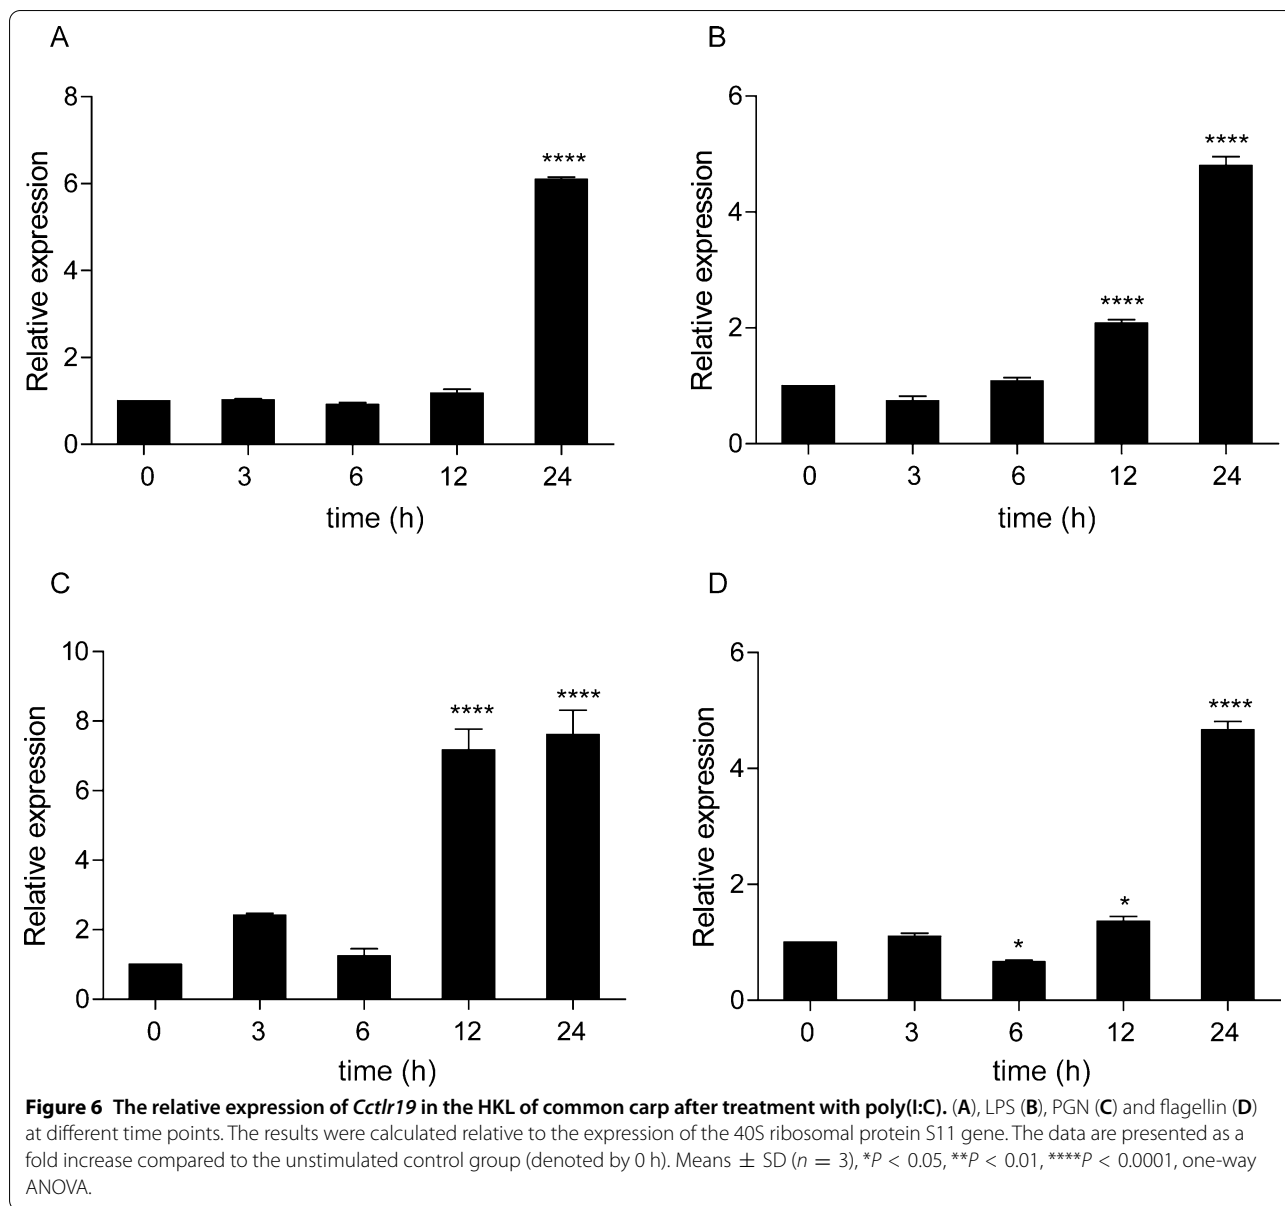 A
8
6
4
2
0
Relative expression
****
0 3 6 12 24
time (h)
B
6
4
2
0
Relative expression
****
****
0 3 6 12 24
time (h)
C
10
8
6
4
2
0
Relative expression
****
****
0 3 6 12 24
time (h)
D
6
4
2
0
Relative expression
*
*
****
0 3 6 12 24
time (h)
Figure 6 The relative expression of Cctlr19 in the HKL of common carp after treatment with poly(I:C). (A), LPS (B), PGN (C) and flagellin (D)
at different time points. The results were calculated relative to the expression of the 40S ribosomal protein S11 gene. The data are presented as a
fold increase compared to the unstimulated control group (denoted by 0 h). Means ± SD (n = 3), *P < 0.05, **P < 0.01, ****P < 0.0001, one-way
ANOVA.